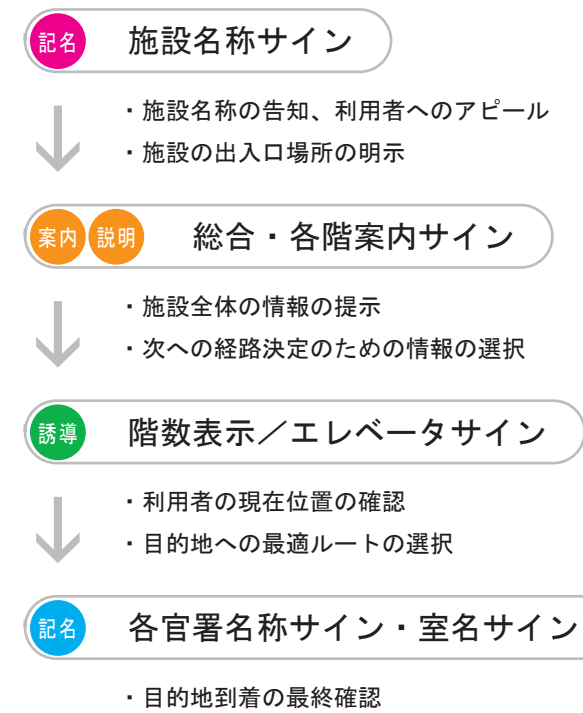 記名 施設名称サイン
・施設名称の告知、利用者へのアピール
・施設の出入口場所の明示
案内 説明 総合・各階案内サイン
・施設全体の情報の提示
・次への経路決定のための情報の選択
誘導 階数表示／エレベータサイン
・利用者の現在位置の確認
・目的地への最適ルートの選択
記名 各官署名称サイン・室名サイン
・目的地到着の最終確認